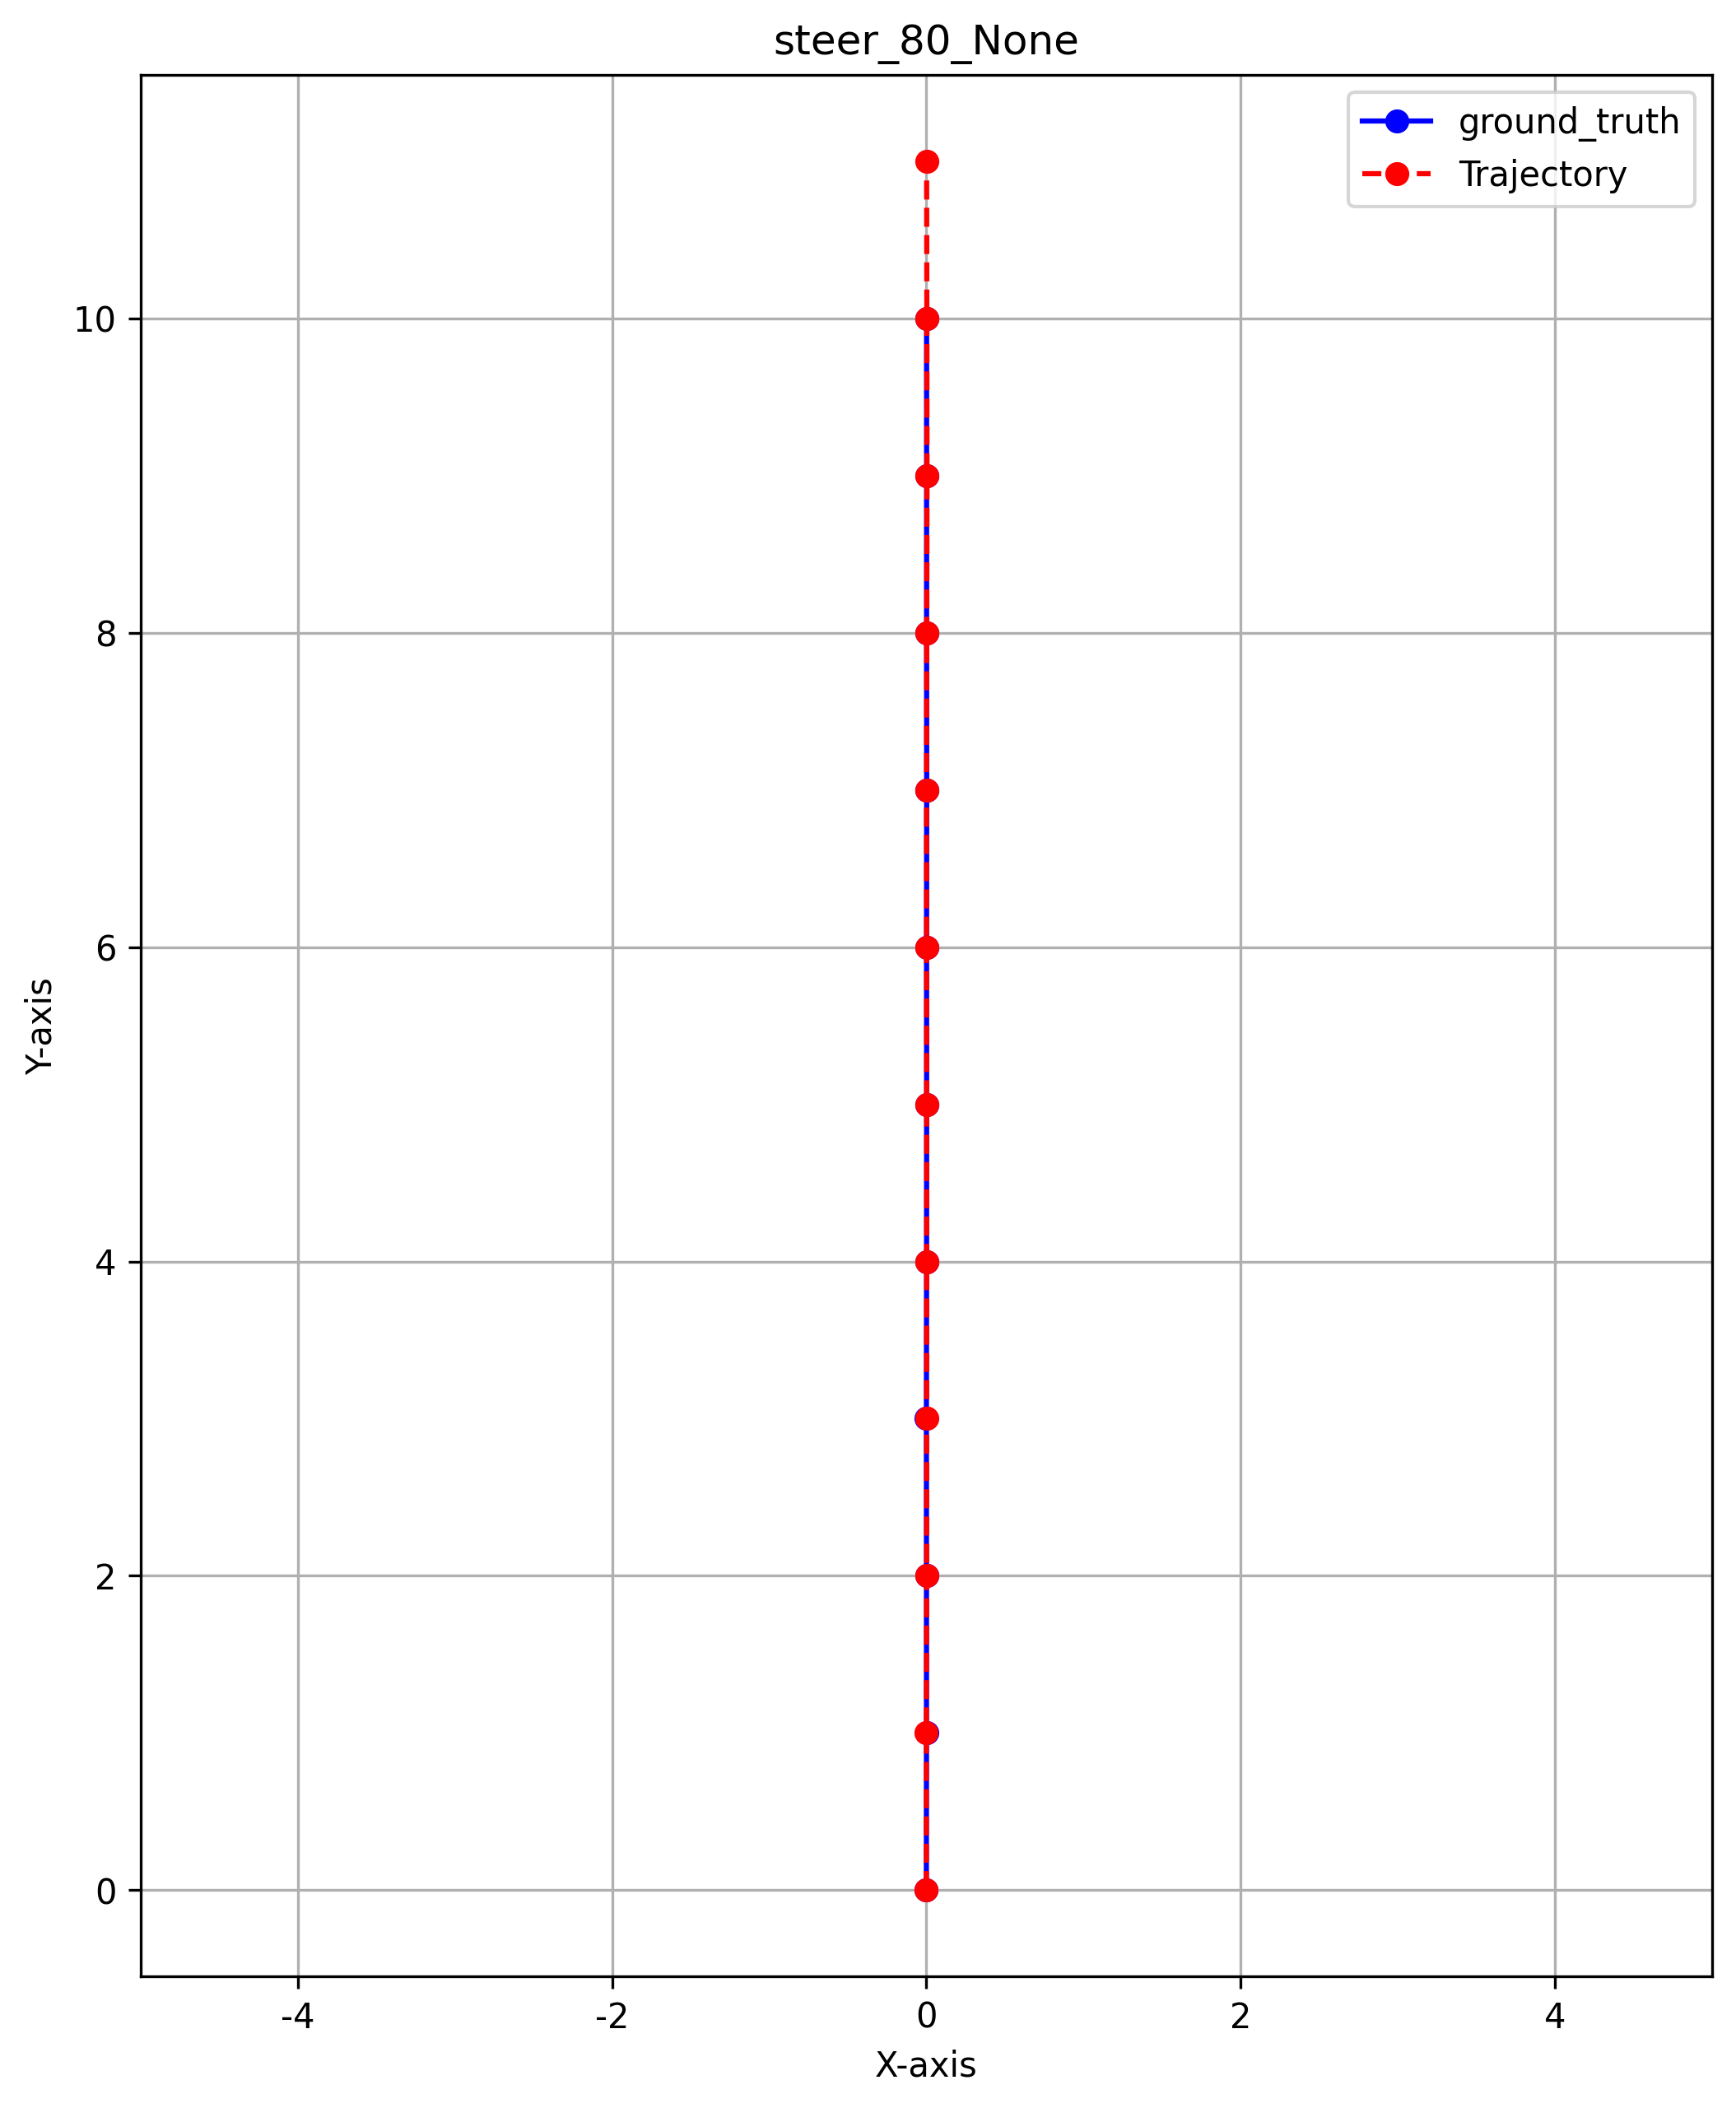 steer_80_None
ground_truth
Trajectory
10
8
6
4
2
0
Y-axis
-4 -2 0 2 4
X-axis